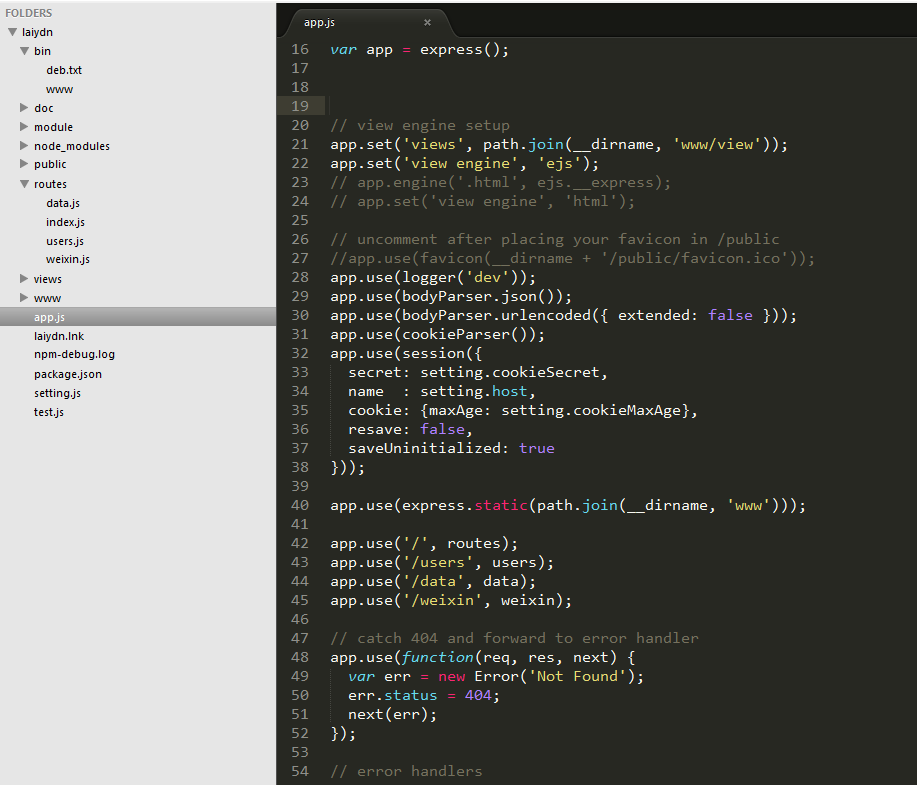 FOLDERS
laiydn
bin
deb.txt
www
doc
module
node_modules
public
routes
data.js
index.js
users.js
weixin.js
views
www
app.js
laiydn.lnk
npm-debug.log
package.json
setting.js
test.js
app.js ×
16 var app = express();
17
18
19
20 // view engine setup
21 app.set('views', path.join(__dirname, 'www/view'));
22 app.set('view engine', 'ejs');
23 // app.engine('.html', ejs.__express);
24 // app.set('view engine', 'html');
25
26 // uncomment after placing your favicon in /public
27 //app.use(favicon(__dirname + '/public/favicon.ico'));
28 app.use(logger('dev'));
29 app.use(bodyParser.json());
30 app.use(bodyParser.urlencoded({ extended: false }));
31 app.use(cookieParser());
32 app.use(session({
33   secret: setting.cookieSecret,
34   name  : setting.host,
35   cookie: {maxAge: setting.cookieMaxAge},
36   resave: false,
37   saveUninitialized: true
38 }));
39
40 app.use(express.static(path.join(__dirname, 'www')));
41
42 app.use('/', routes);
43 app.use('/users', users);
44 app.use('/data', data);
45 app.use('/weixin', weixin);
46
47 // catch 404 and forward to error handler
48 app.use(function(req, res, next) {
49   var err = new Error('Not Found');
50   err.status = 404;
51   next(err);
52 });
53
54 // error handlers